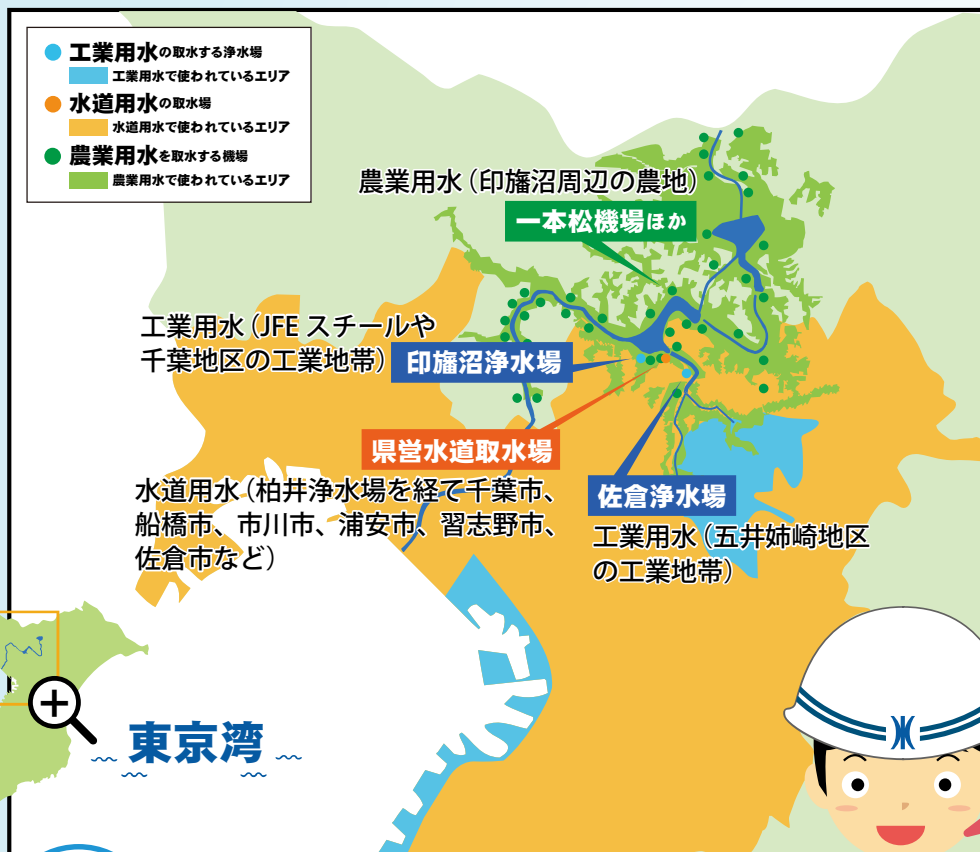 工業用水の取水する浄水場
工業用水で使われているエリア
水道用水の取水場
水道用水で使われているエリア
農業用水を取水する機場
農業用水で使われているエリア
農業用水（印旛沼周辺の農地）
一本松機場ほか
工業用水（JFE スチールや
千葉地区の工業地帯）
印旛沼浄水場
県営水道取水場
水道用水（柏井浄水場を経て千葉市、
船橋市、市川市、浦安市、習志野市、
佐倉市など）
佐倉浄水場
工業用水（五井姉崎地区
の工業地帯）
東京湾